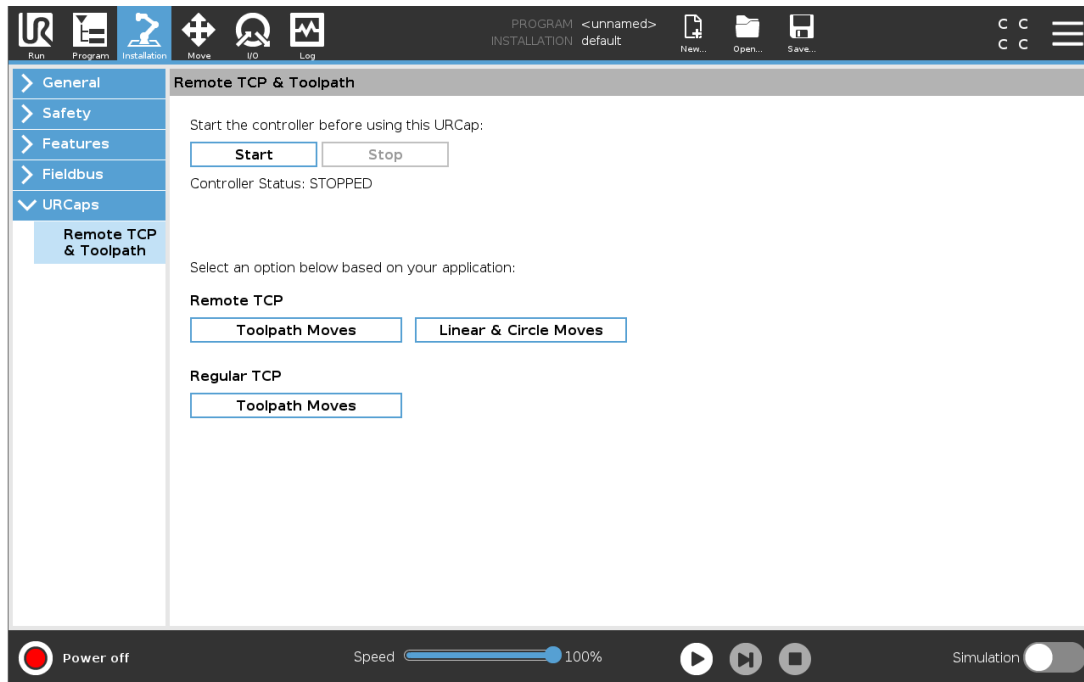 PROGRAM <unnamed>
INSTALLATION default
C C
C C
Run Program Installation Move I/O Log New... Open... Save...
General
Safety
Features
Fieldbus
URCaps
Remote TCP
& Toolpath
Remote TCP & Toolpath
Start the controller before using this URCap:
Start Stop
Controller Status: STOPPED
Select an option below based on your application:
Remote TCP
Toolpath Moves Linear & Circle Moves
Regular TCP
Toolpath Moves
Power off Speed 100% Simulation